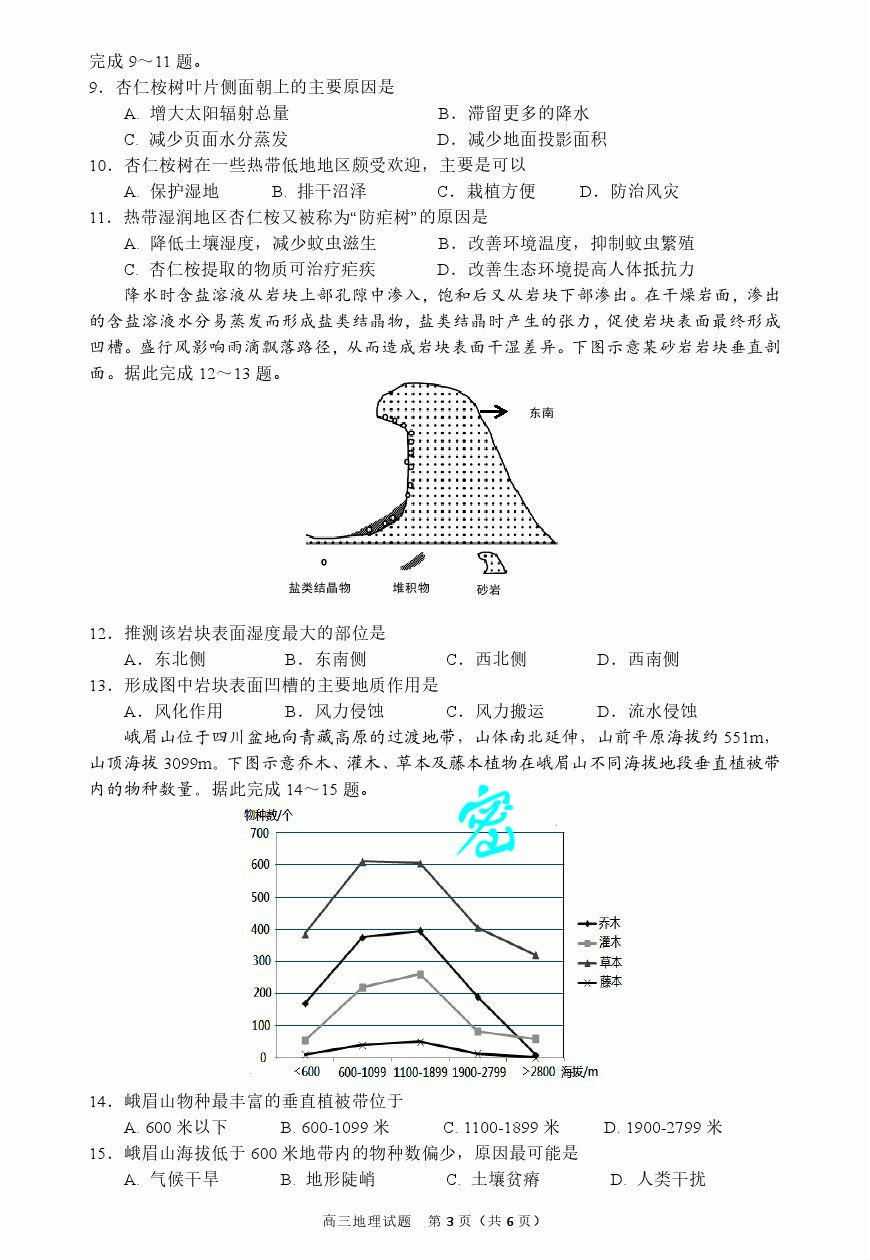 完成 9～11 题。
9．杏仁桉树叶片侧面朝上的主要原因是
A. 增大太阳辐射总量 B．滞留更多的降水
C. 减少页面水分蒸发 D．减少地面投影面积
10．杏仁桉树在一些热带低地地区颇受欢迎，主要是可以
A. 保护湿地 B. 排干沼泽 C．栽植方便 D．防治风灾
11．热带湿润地区杏仁桉又被称为“防疟树”的原因是
A. 降低土壤湿度，减少蚊虫滋生 B．改善环境温度，抑制蚊虫繁殖
C. 杏仁桉提取的物质可治疗疟疾 D．改善生态环境提高人体抵抗力
降水时含盐溶液从岩块上部孔隙中渗入，饱和后又从岩块下部渗出。在干燥岩面，渗出
的含盐溶液水分易蒸发而形成盐类结晶物，盐类结晶时产生的张力，促使岩块表面最终形成
凹槽。盛行风影响雨滴飘落路径，从而造成岩块表面干湿差异。下图示意某砂岩岩块垂直剖
面。据此完成 12～13 题。
东南
盐类结晶物 堆积物 砂岩
12．推测该岩块表面湿度最大的部位是
A．东北侧 B．东南侧 C．西北侧 D．西南侧
13．形成图中岩块表面凹槽的主要地质作用是
A．风化作用 B．风力侵蚀 C．风力搬运 D．流水侵蚀
峨眉山位于四川盆地向青藏高原的过渡地带，山体南北延伸，山前平原海拔约 551m，
山顶海拔 3099m。下图示意乔木、灌木、草本及藤本植物在峨眉山不同海拔地段垂直植被带
内的物种数量。据此完成 14～15 题。
密
物种数/个
700
600
500
400
300
200
100
0
乔木
灌木
草本
藤本
<600 600-1099 1100-1899 1900-2799 >2800 海拔/m
14．峨眉山物种最丰富的垂直植被带位于
A. 600 米以下 B. 600-1099 米 C. 1100-1899 米 D. 1900-2799 米
15．峨眉山海拔低于 600 米地带内的物种数偏少，原因最可能是
A. 气候干旱 B. 地形陡峭 C. 土壤贫瘠 D. 人类干扰
高三地理试题 第 3 页（共 6 页）